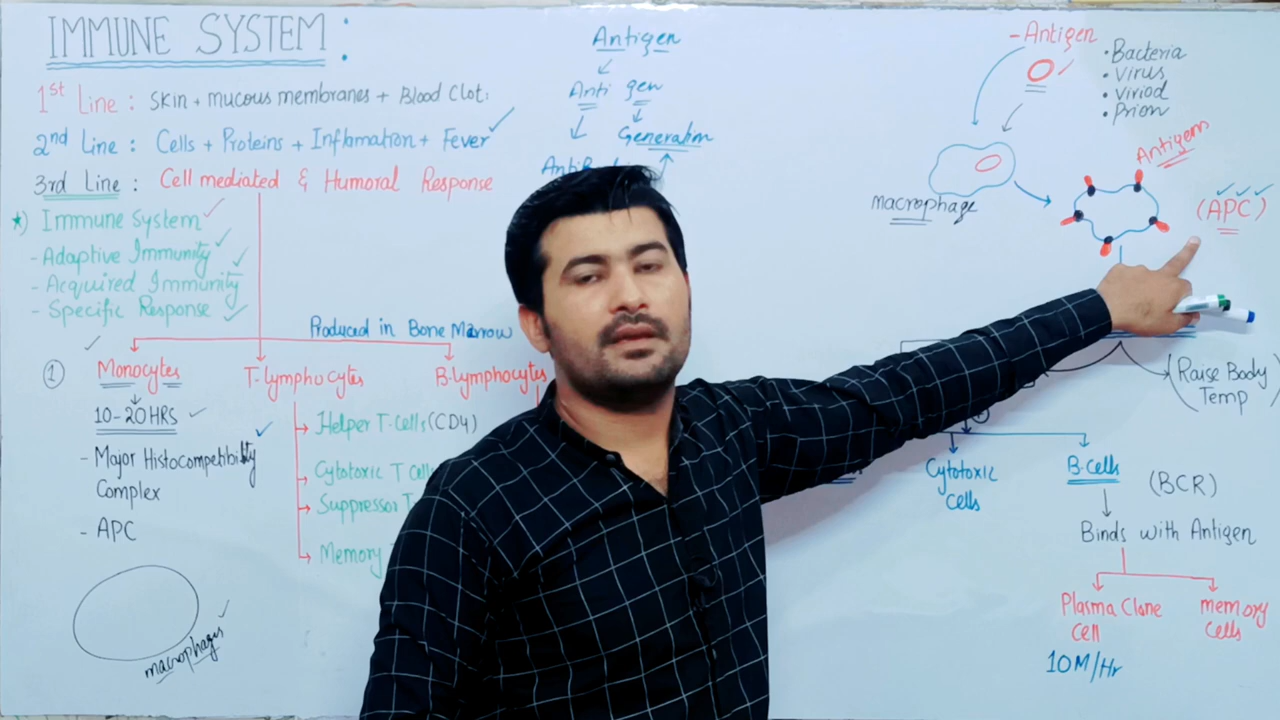 IMMUNE SYSTEM :
1st Line : Skin + mucous membranes + Blood Clot:
2nd Line : Cells + Proteins + Inflamation + Fever
3rd Line : Cell mediated & Humoral Response
*) Immune System
- Adaptive Immunity
- Acquired Immunity
- Specific Response
Produced in Bone Marrow
① Monocytes
T-lymphocytes
B-lymphocytes
10-20 HRS
- Major Histocompetibility
Complex
- APC
macrophages
Helper T-Cells (CD4)
Cytotoxic T Cells
Suppressor T
Memory
Antigen
Anti gen
Generation
- Antigen
• Bacteria
• Virus
• Viriod
• Prion
macrophage
Antigens
(APC)
(Raise Body
Temp)
Cytotoxic
Cells
B.cells
(BCR)
Binds with Antigen
Plasma Clone
Cell
10M/Hr
memory
Cells